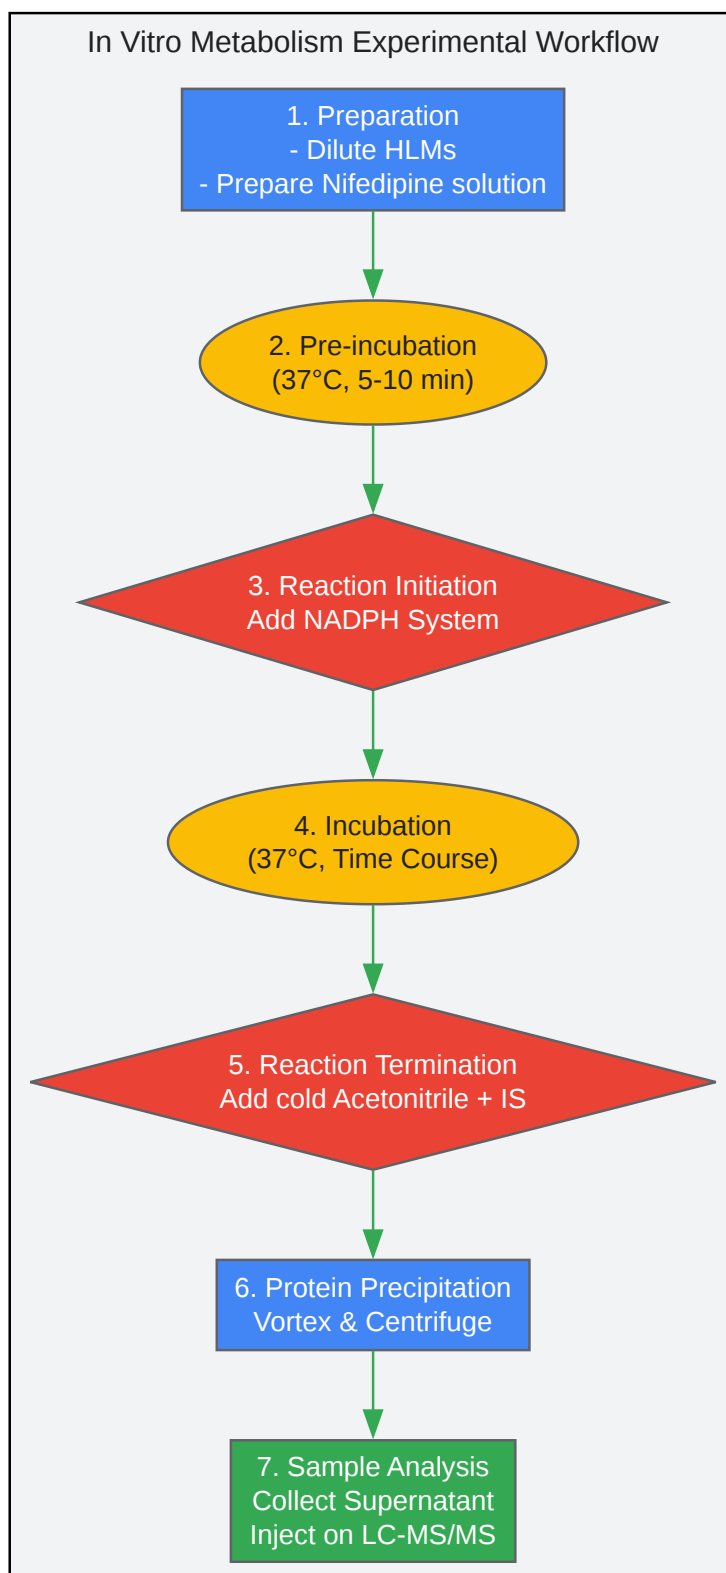 In Vitro Metabolism Experimental Workflow
1. Preparation
- Dilute HLMs
- Prepare Nifedipine solution
2. Pre-incubation
(37°C, 5-10 min)
3. Reaction Initiation
Add NADPH System
4. Incubation
(37°C, Time Course)
5. Reaction Termination
Add cold Acetonitrile + IS
6. Protein Precipitation
Vortex & Centrifuge
7. Sample Analysis
Collect Supernatant
Inject on LC-MS/MS